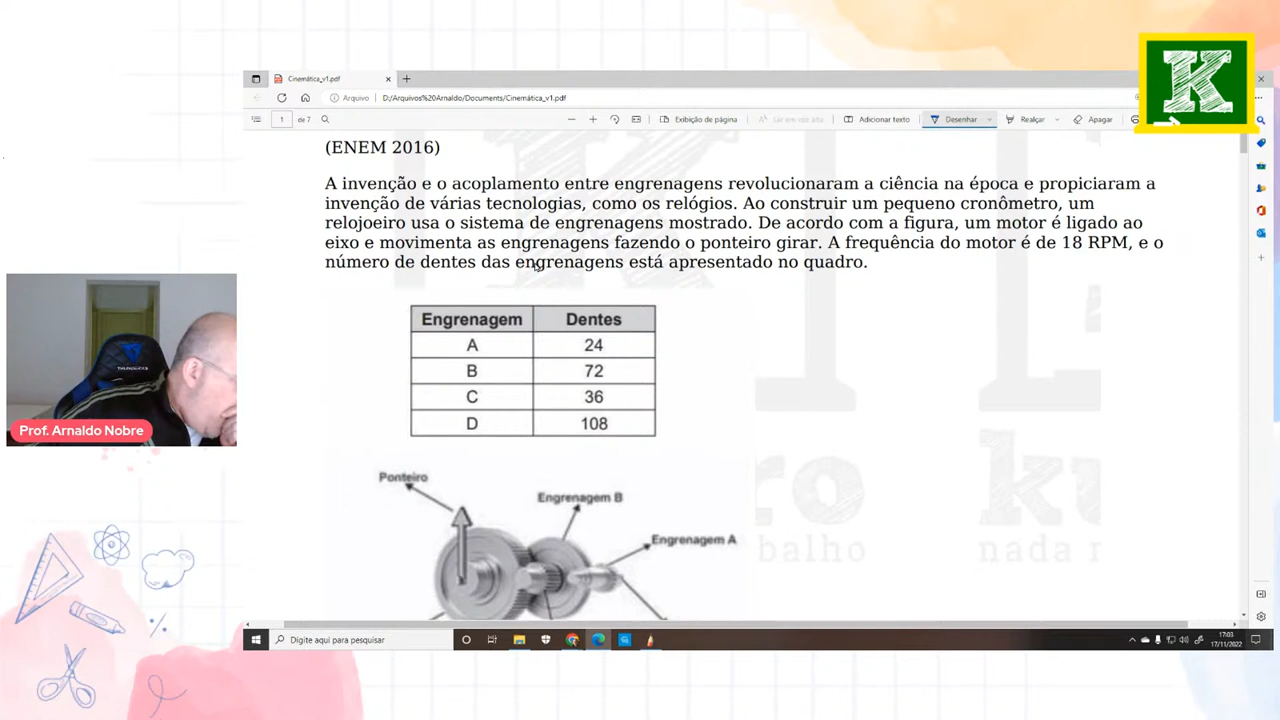 K
Cinemática_v1.pdf
Arquivo D:/Arquivos%20Arnaldo/Documents/Cinemática_v1.pdf
1 de 7 Exibição de página Ler em voz alta Adicionar texto Desenhar Realçar Apagar
(ENEM 2016)
A invenção e o acoplamento entre engrenagens revolucionaram a ciência na época e propiciaram a
invenção de várias tecnologias, como os relógios. Ao construir um pequeno cronômetro, um
relojoeiro usa o sistema de engrenagens mostrado. De acordo com a figura, um motor é ligado ao
eixo e movimenta as engrenagens fazendo o ponteiro girar. A frequência do motor é de 18 RPM, e o
número de dentes das engrenagens está apresentado no quadro.
Engrenagem Dentes
A 24
B 72
C 36
D 108
Ponteiro
Engrenagem B
Engrenagem A
THUNDERX3
Prof. Arnaldo Nobre
Digite aqui para pesquisar
17:03
17/11/2022